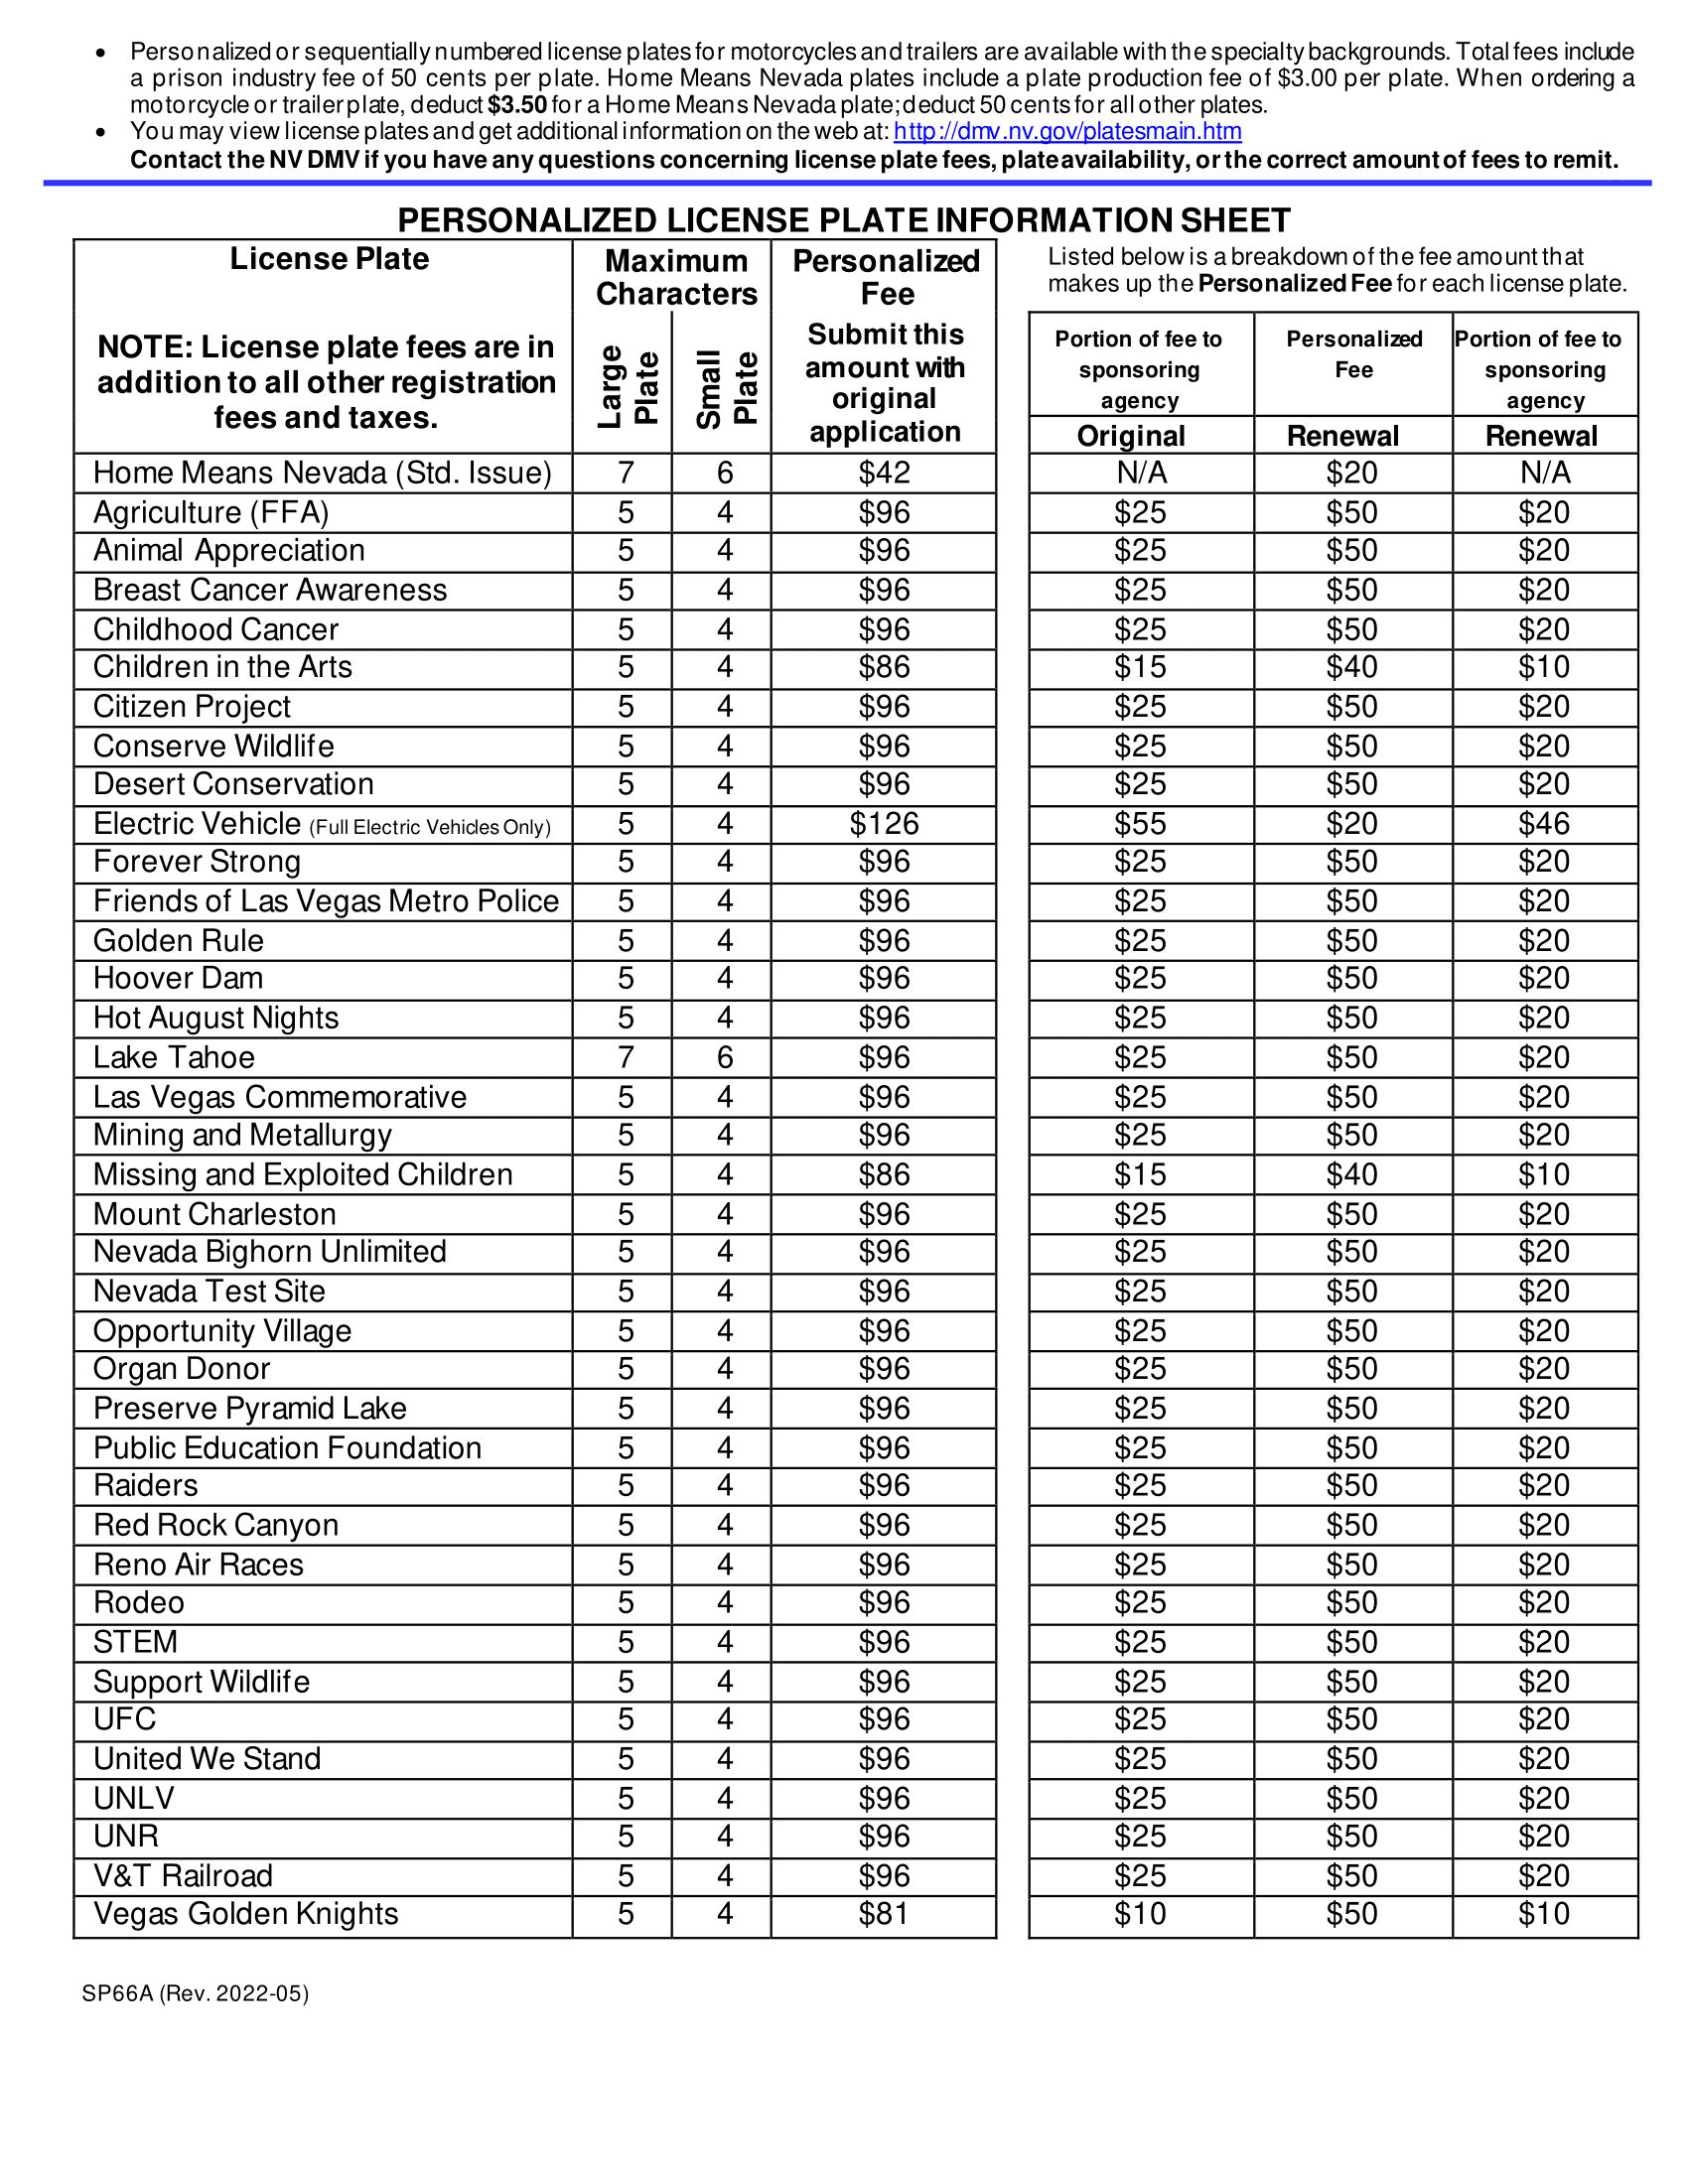 • Personalized or sequentially numbered license plates for motorcycles and trailers are available with the specialty backgrounds. Total fees include
a prison industry fee of 50 cents per plate. Home Means Nevada plates include a plate production fee of $3.00 per plate. When ordering a
motorcycle or trailer plate, deduct $3.50 for a Home Means Nevada plate; deduct 50 cents for all other plates.
• You may view license plates and get additional information on the web at: http://dmv.nv.gov/platesmain.htm
Contact the NV DMV if you have any questions concerning license plate fees, plate availability, or the correct amount of fees to remit.
PERSONALIZED LICENSE PLATE INFORMATION SHEET
License Plate
NOTE: License plate fees are in
addition to all other registration
fees and taxes.
Maximum
Characters
Large
Plate
Small
Plate
Personalized
Fee
Submit this
amount with
original
application
Listed below is a breakdown of the fee amount that
makes up the Personalized Fee for each license plate.
Portion of fee to
sponsoring
agency
Original
Personalized
Fee
Renewal
Portion of fee to
sponsoring
agency
Renewal
Home Means Nevada (Std. Issue) 7 6 $42 N/A $20 N/A
Agriculture (FFA) 5 4 $96 $25 $50 $20
Animal Appreciation 5 4 $96 $25 $50 $20
Breast Cancer Awareness 5 4 $96 $25 $50 $20
Childhood Cancer 5 4 $96 $25 $50 $20
Children in the Arts 5 4 $86 $15 $40 $10
Citizen Project 5 4 $96 $25 $50 $20
Conserve Wildlife 5 4 $96 $25 $50 $20
Desert Conservation 5 4 $96 $25 $50 $20
Electric Vehicle (Full Electric Vehicles Only) 5 4 $126 $55 $20 $46
Forever Strong 5 4 $96 $25 $50 $20
Friends of Las Vegas Metro Police 5 4 $96 $25 $50 $20
Golden Rule 5 4 $96 $25 $50 $20
Hoover Dam 5 4 $96 $25 $50 $20
Hot August Nights 5 4 $96 $25 $50 $20
Lake Tahoe 7 6 $96 $25 $50 $20
Las Vegas Commemorative 5 4 $96 $25 $50 $20
Mining and Metallurgy 5 4 $96 $25 $50 $20
Missing and Exploited Children 5 4 $86 $15 $40 $10
Mount Charleston 5 4 $96 $25 $50 $20
Nevada Bighorn Unlimited 5 4 $96 $25 $50 $20
Nevada Test Site 5 4 $96 $25 $50 $20
Opportunity Village 5 4 $96 $25 $50 $20
Organ Donor 5 4 $96 $25 $50 $20
Preserve Pyramid Lake 5 4 $96 $25 $50 $20
Public Education Foundation 5 4 $96 $25 $50 $20
Raiders 5 4 $96 $25 $50 $20
Red Rock Canyon 5 4 $96 $25 $50 $20
Reno Air Races 5 4 $96 $25 $50 $20
Rodeo 5 4 $96 $25 $50 $20
STEM 5 4 $96 $25 $50 $20
Support Wildlife 5 4 $96 $25 $50 $20
UFC 5 4 $96 $25 $50 $20
United We Stand 5 4 $96 $25 $50 $20
UNLV 5 4 $96 $25 $50 $20
UNR 5 4 $96 $25 $50 $20
V&T Railroad 5 4 $96 $25 $50 $20
Vegas Golden Knights 5 4 $81 $10 $50 $10
SP66A (Rev. 2022-05)